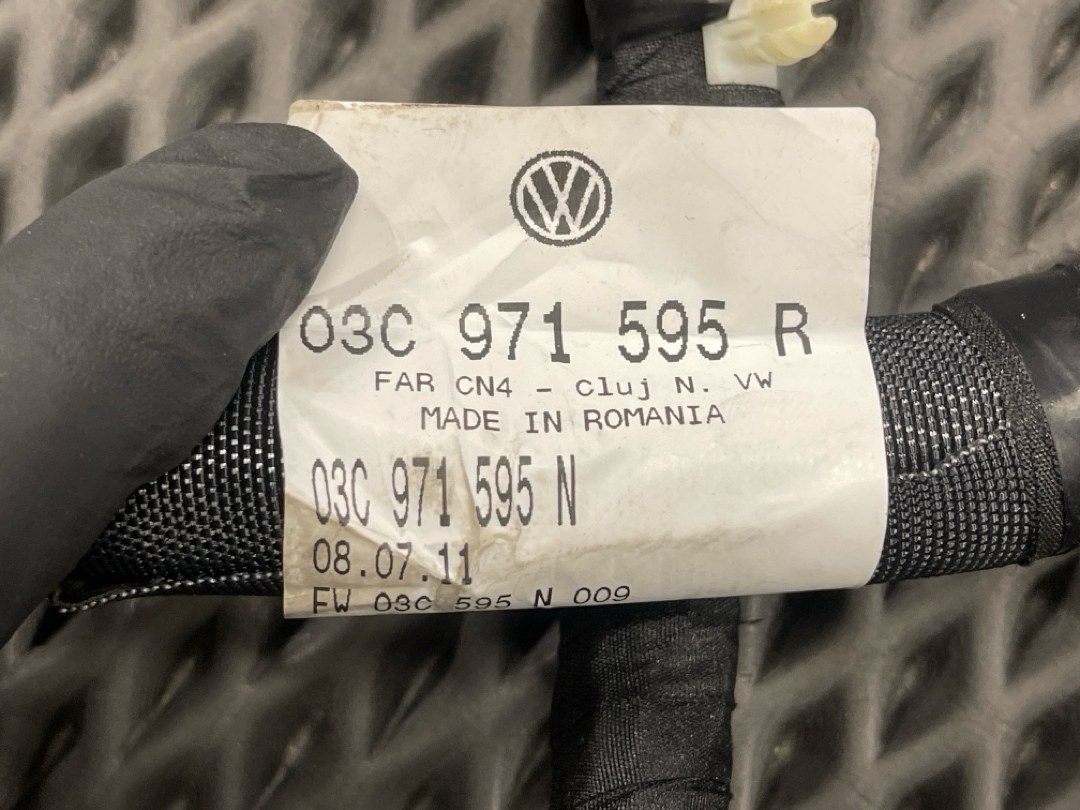 03C 971 595 R
FAR CN4 - Cluj N. VW
MADE IN ROMANIA
03C 971 595 N
08.07.11
FW 03C 595 N 009